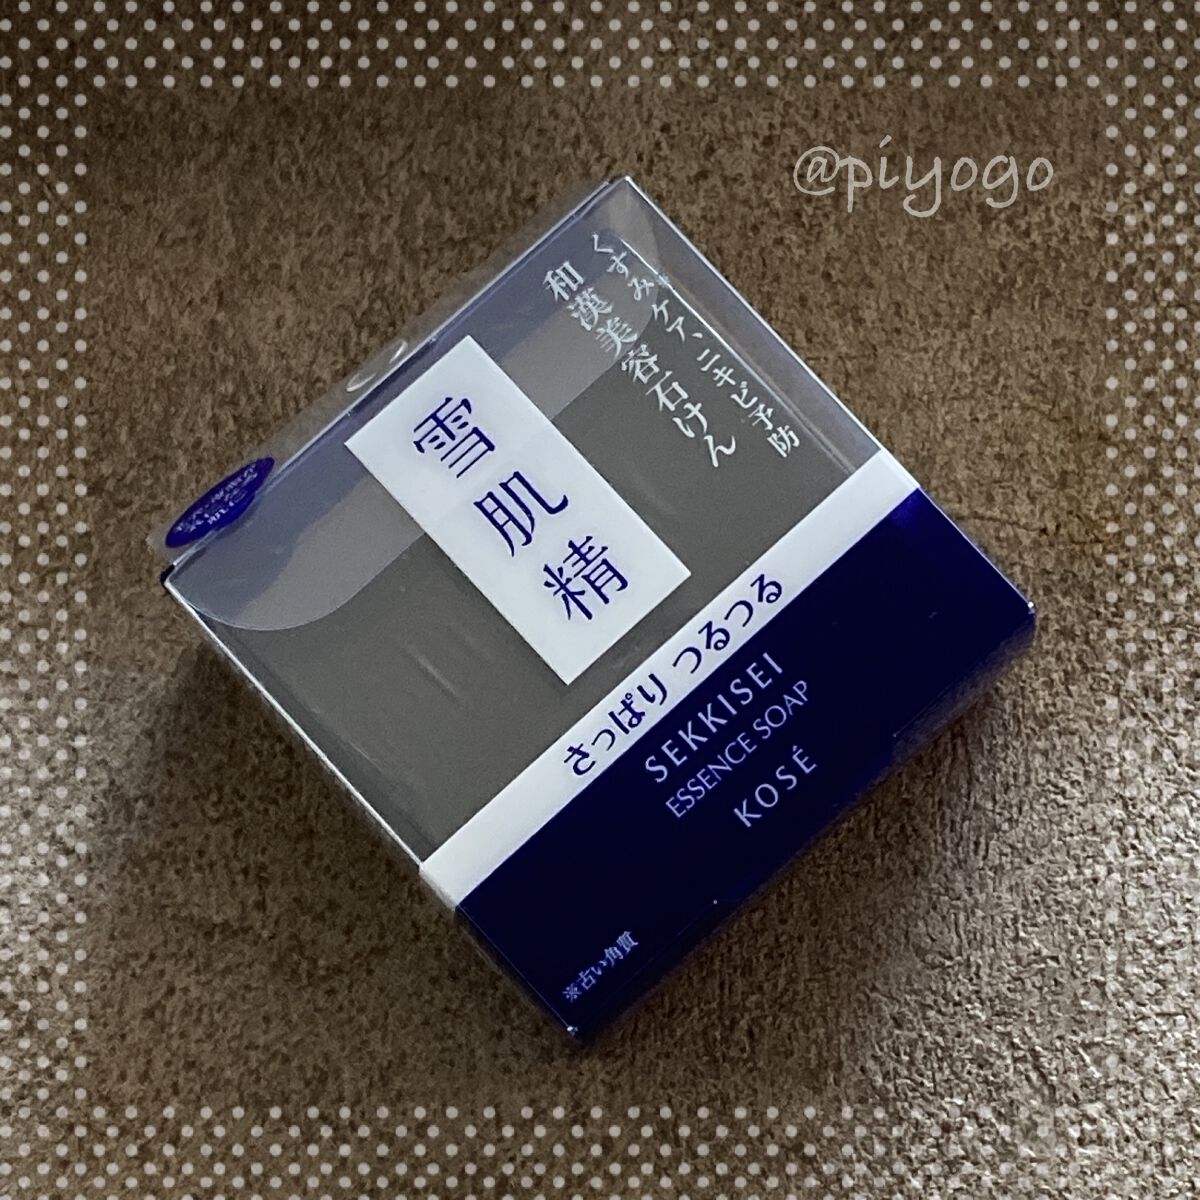 @piyogo
くすみ※ケア、ニキビ予防
和漢美容石けん
雪肌精
さっぱり つるつる
SEKKISEI
ESSENCE SOAP
KOSÉ
※古い角質